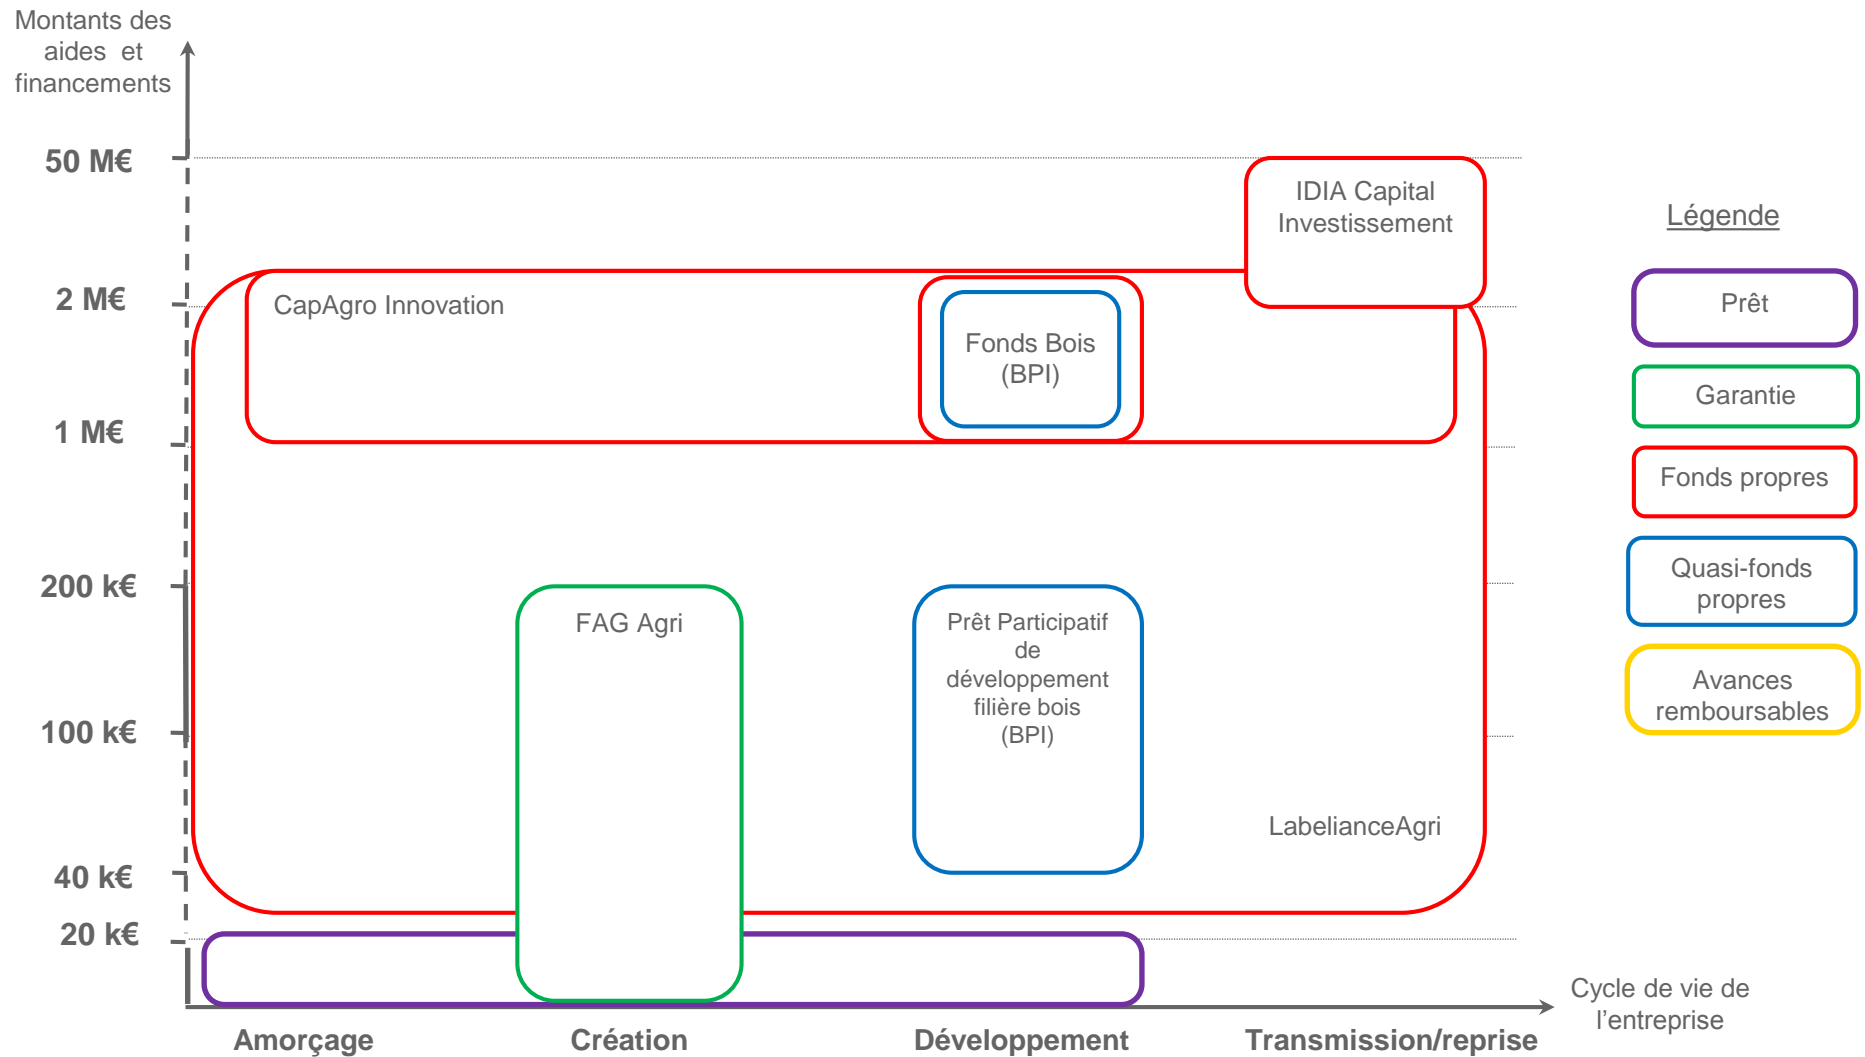 Montants des
aides et
financements
50 M€
2 M€
1 M€
200 k€
100 k€
40 k€
20 k€
IDIA Capital
Investissement
CapAgro Innovation
Fonds Bois
(BPI)
FAG Agri
Prêt Participatif
de
développement
filière bois
(BPI)
LabelianceAgri
Amorçage
Création
Développement
Transmission/reprise
Cycle de vie de
l’entreprise
Légende
Prêt
Garantie
Fonds propres
Quasi-fonds
propres
Avances
remboursables